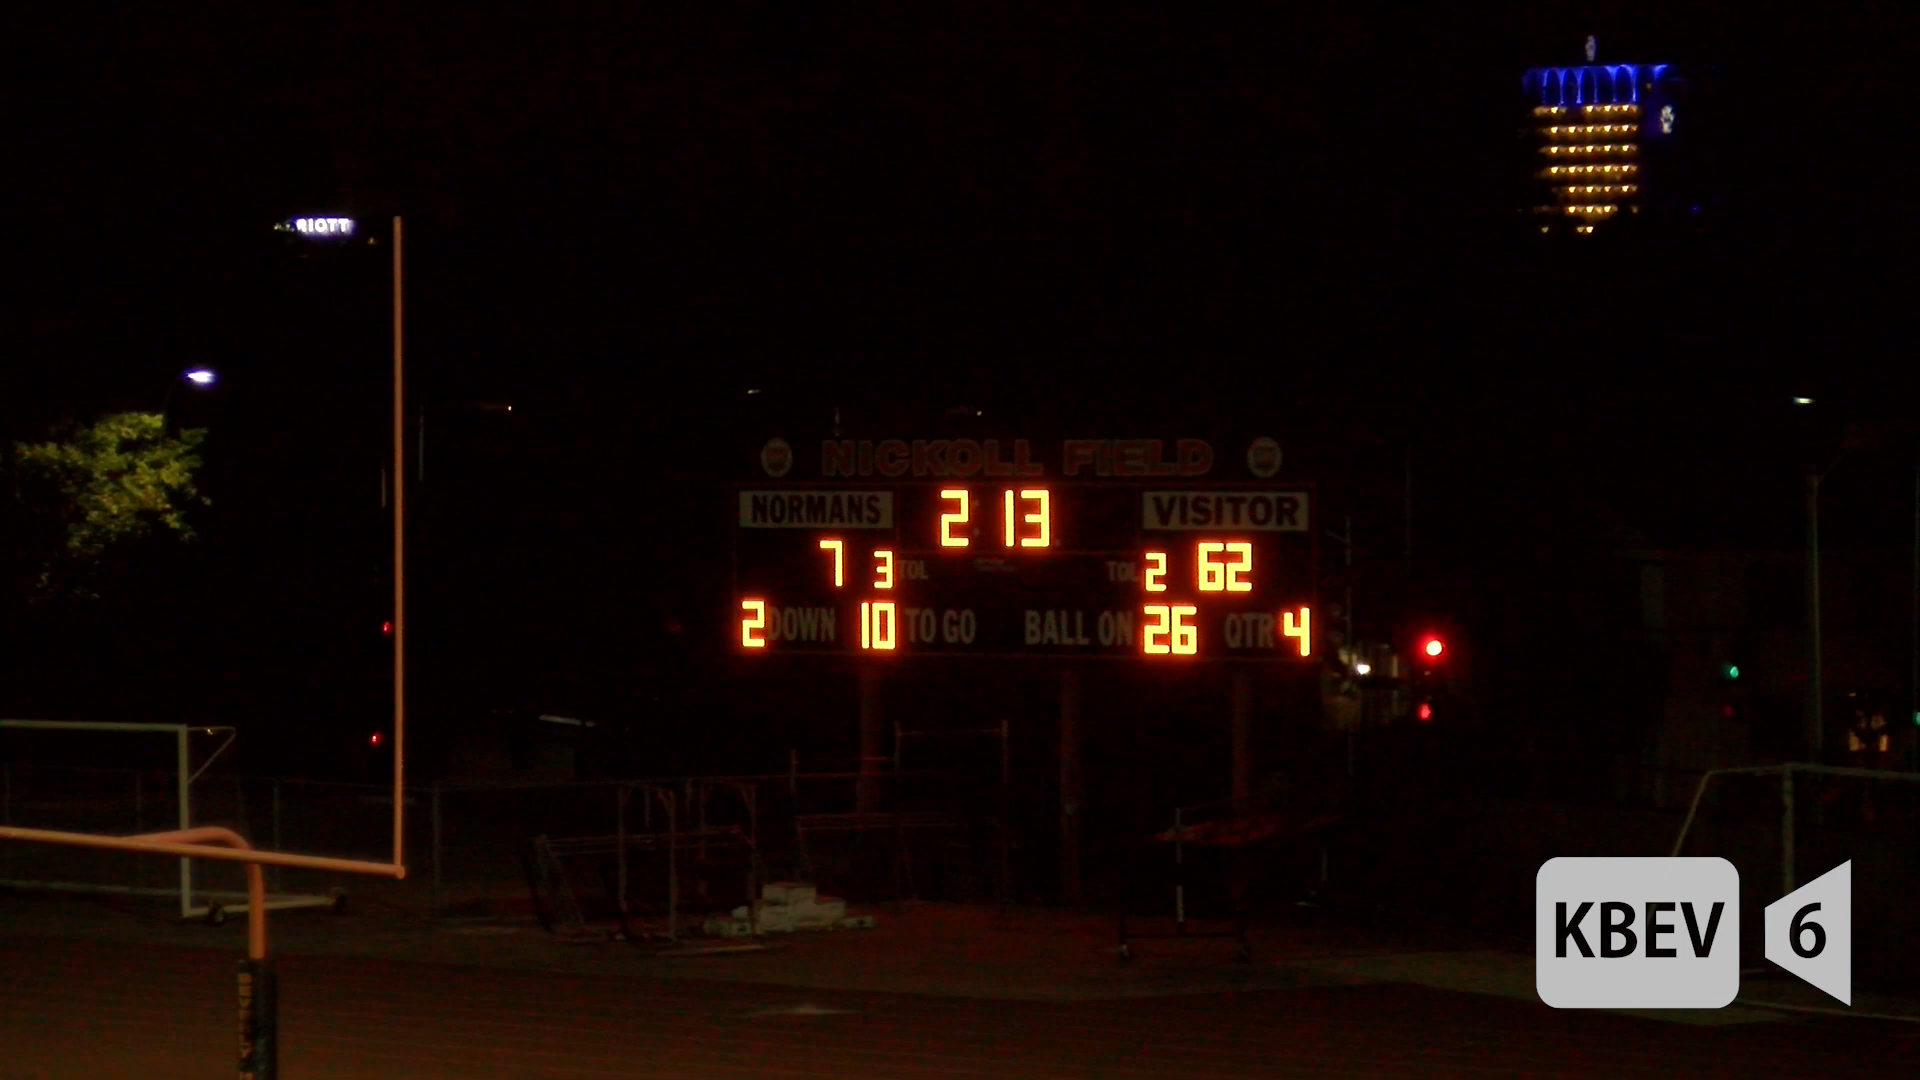 RIOTT
NICKOLL FIELD
NORMANS 2 13 VISITOR
7 3 TOL TOL 2 62
2 DOWN 10 TO GO BALL ON 26 QTR 4
KBEV 6